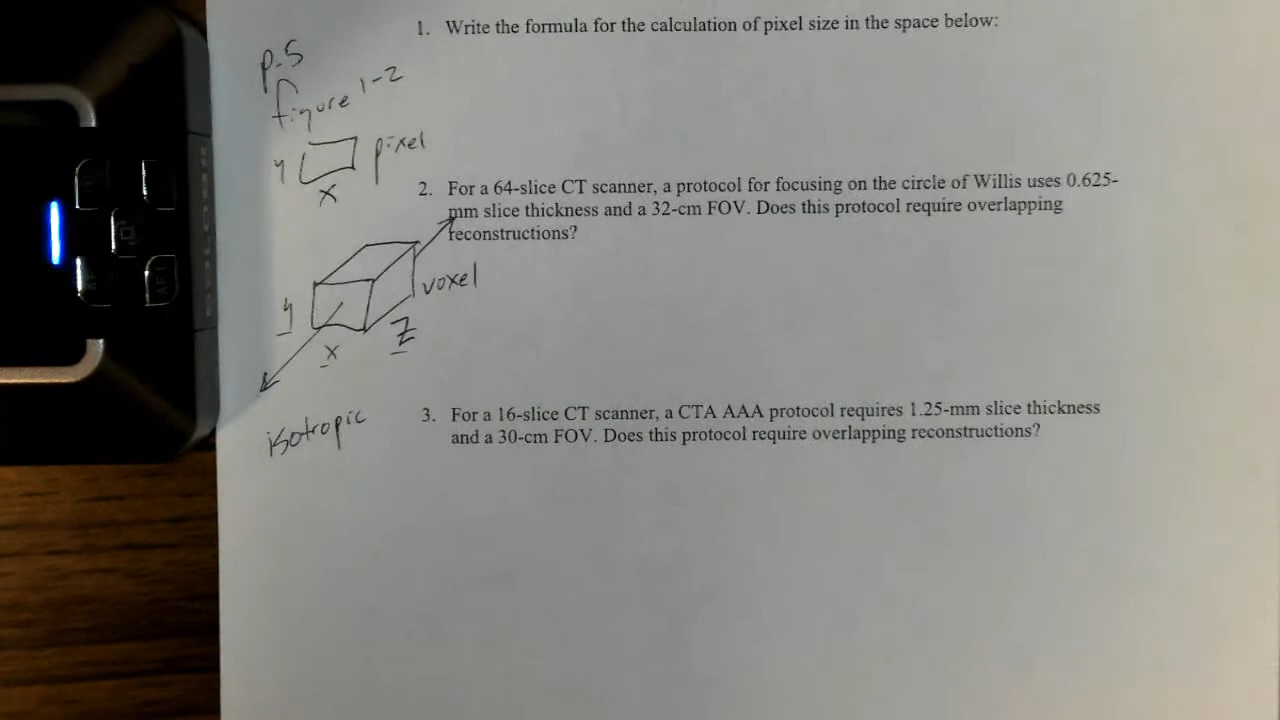 1. Write the formula for the calculation of pixel size in the space below:
p.5
figure 1-2
y pixel
x
2. For a 64-slice CT scanner, a protocol for focusing on the circle of Willis uses 0.625-
mm slice thickness and a 32-cm FOV. Does this protocol require overlapping
reconstructions?
voxel
y
z
x
isotropic
3. For a 16-slice CT scanner, a CTA AAA protocol requires 1.25-mm slice thickness
and a 30-cm FOV. Does this protocol require overlapping reconstructions?